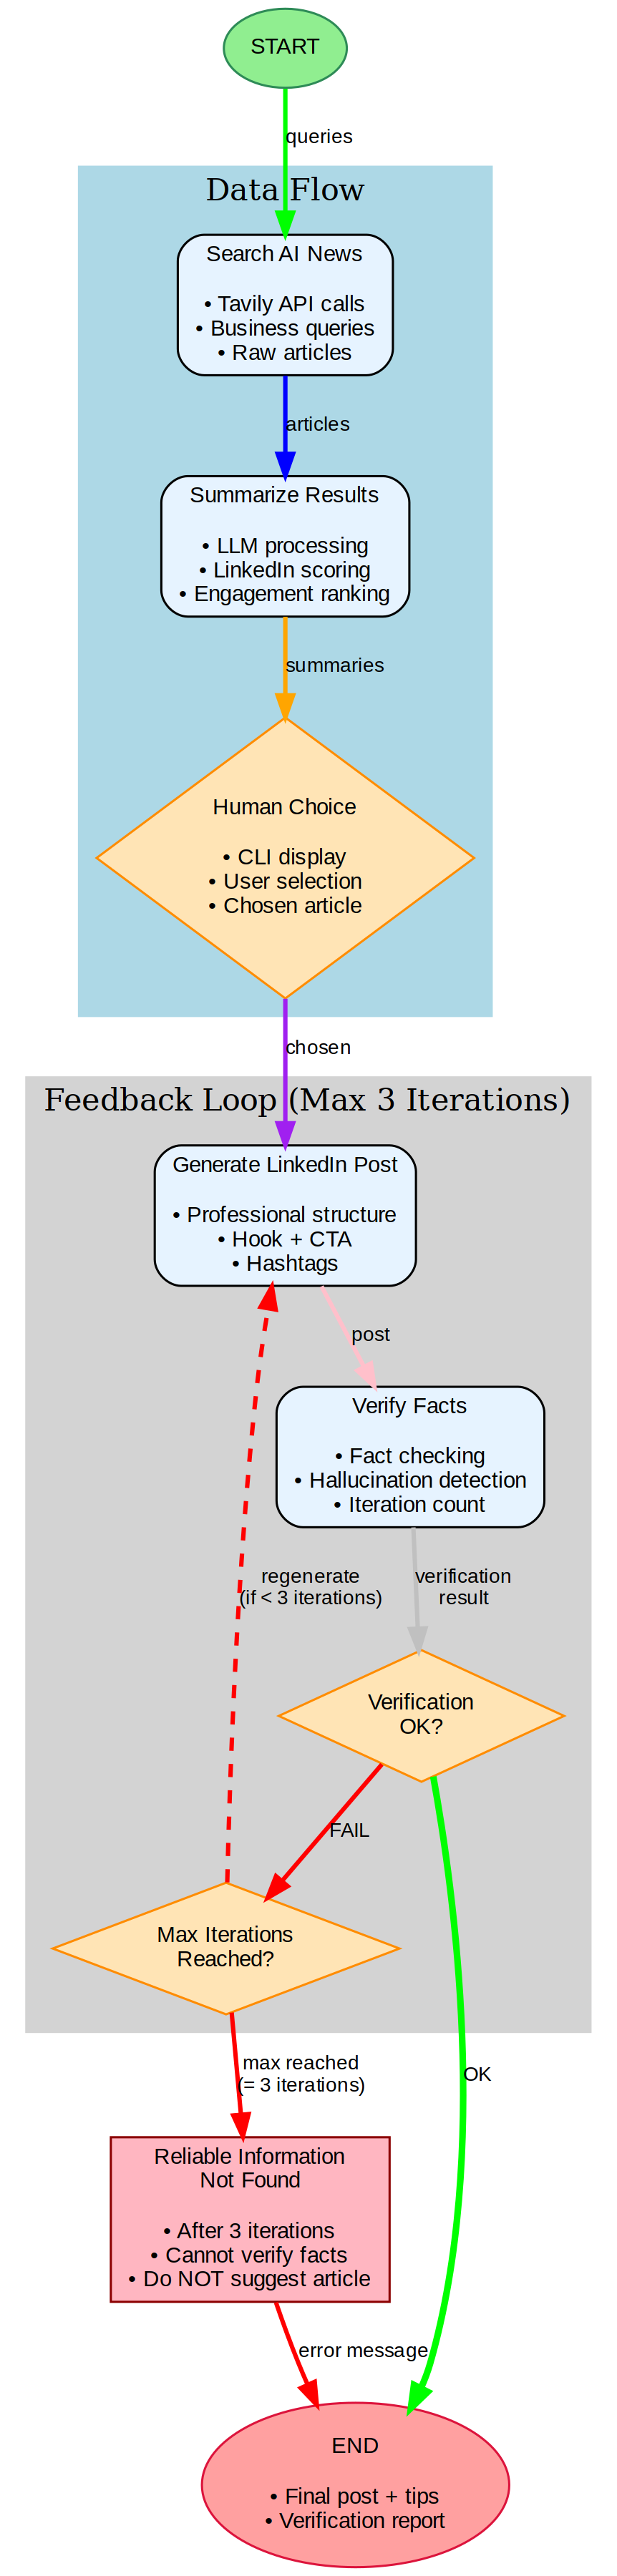 START
queries
Data Flow
Search AI News
• Tavily API calls
• Business queries
• Raw articles
articles
Summarize Results
• LLM processing
• LinkedIn scoring
• Engagement ranking
summaries
Human Choice
• CLI display
• User selection
• Chosen article
chosen
Feedback Loop (Max 3 Iterations)
Generate LinkedIn Post
• Professional structure
• Hook + CTA
• Hashtags
post
Verify Facts
• Fact checking
• Hallucination detection
• Iteration count
regenerate
(if < 3 iterations)
verification
result
Verification
OK?
FAIL
Max Iterations
Reached?
max reached
(= 3 iterations)
OK
Reliable Information
Not Found
• After 3 iterations
• Cannot verify facts
• Do NOT suggest article
error message
END
• Final post + tips
• Verification report